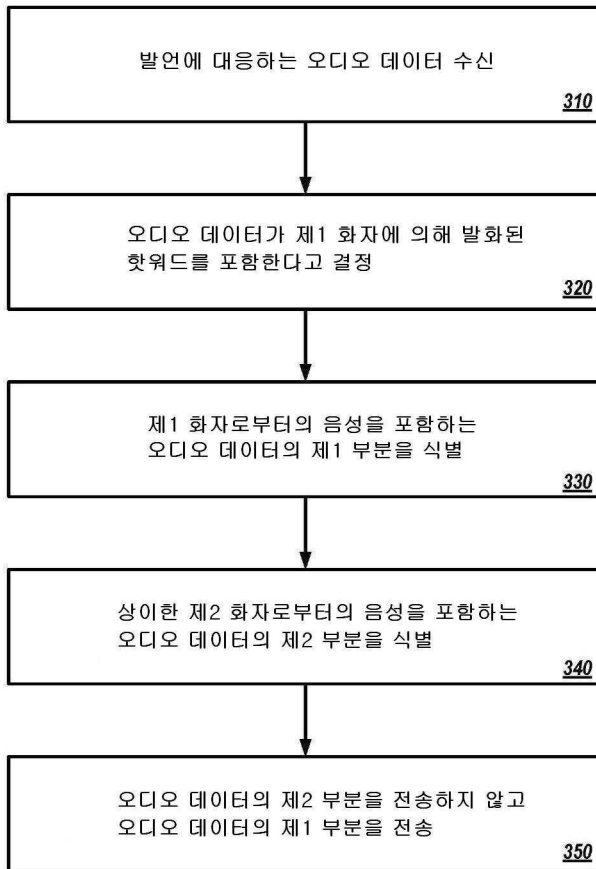 발언에 대응하는 오디오 데이터 수신
310
오디오 데이터가 제1 화자에 의해 발화된
핫워드를 포함한다고 결정
320
제1 화자로부터의 음성을 포함하는
오디오 데이터의 제1 부분을 식별
330
상이한 제2 화자로부터의 음성을 포함하는
오디오 데이터의 제2 부분을 식별
340
오디오 데이터의 제2 부분을 전송하지 않고
오디오 데이터의 제1 부분을 전송
350